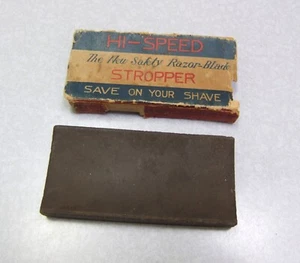 HI-SPEED
The New Safety Razor-Blade
STROPPER
SAVE ON YOUR SHAVE